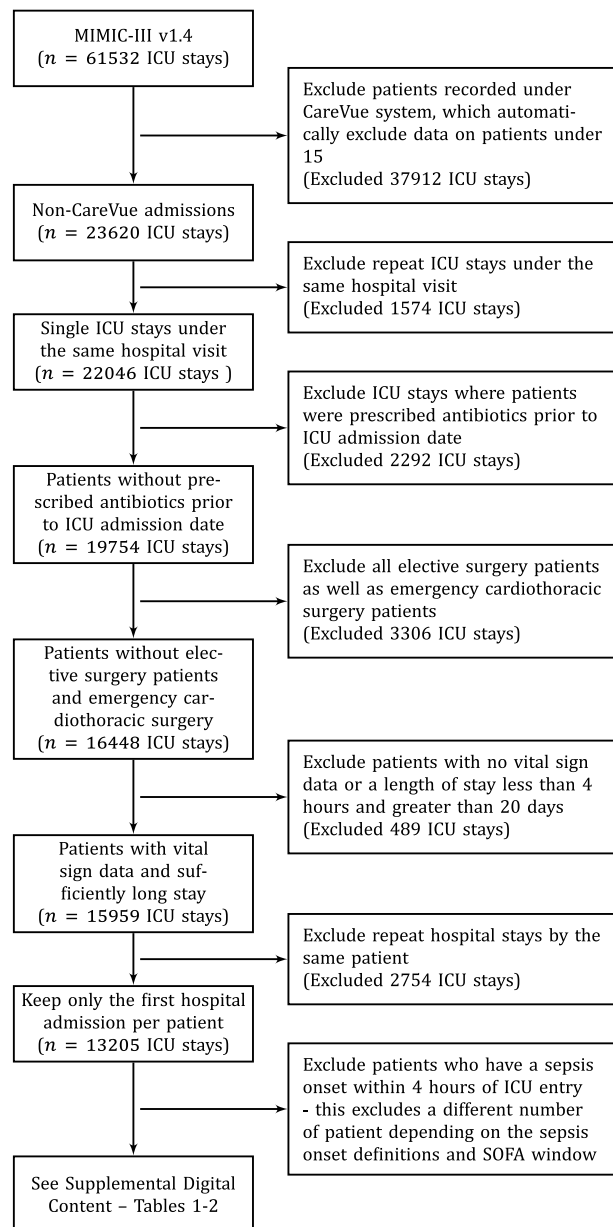 MIMIC-III v1.4
(n = 61532 ICU stays)
Exclude patients recorded under
CareVue system, which automati-
cally exclude data on patients under
15
(Excluded 37912 ICU stays)
Non-CareVue admissions
(n = 23620 ICU stays)
Exclude repeat ICU stays under the
same hospital visit
(Excluded 1574 ICU stays)
Single ICU stays under
the same hospital visit
(n = 22046 ICU stays )
Exclude ICU stays where patients
were prescribed antibiotics prior to
ICU admission date
(Excluded 2292 ICU stays)
Patients without pre-
scribed antibiotics prior
to ICU admission date
(n = 19754 ICU stays)
Exclude all elective surgery patients
as well as emergency cardiothoracic
surgery patients
(Excluded 3306 ICU stays)
Patients without elec-
tive surgery patients
and emergency car-
diothoracic surgery
(n = 16448 ICU stays)
Exclude patients with no vital sign
data or a length of stay less than 4
hours and greater than 20 days
(Excluded 489 ICU stays)
Patients with vital
sign data and suf-
ficiently long stay
(n = 15959 ICU stays)
Exclude repeat hospital stays by the
same patient
(Excluded 2754 ICU stays)
Keep only the first hospital
admission per patient
(n = 13205 ICU stays)
Exclude patients who have a sepsis
onset within 4 hours of ICU entry
- this excludes a different number
of patient depending on the sepsis
onset definitions and SOFA window
See Supplemental Digital
Content – Tables 1-2